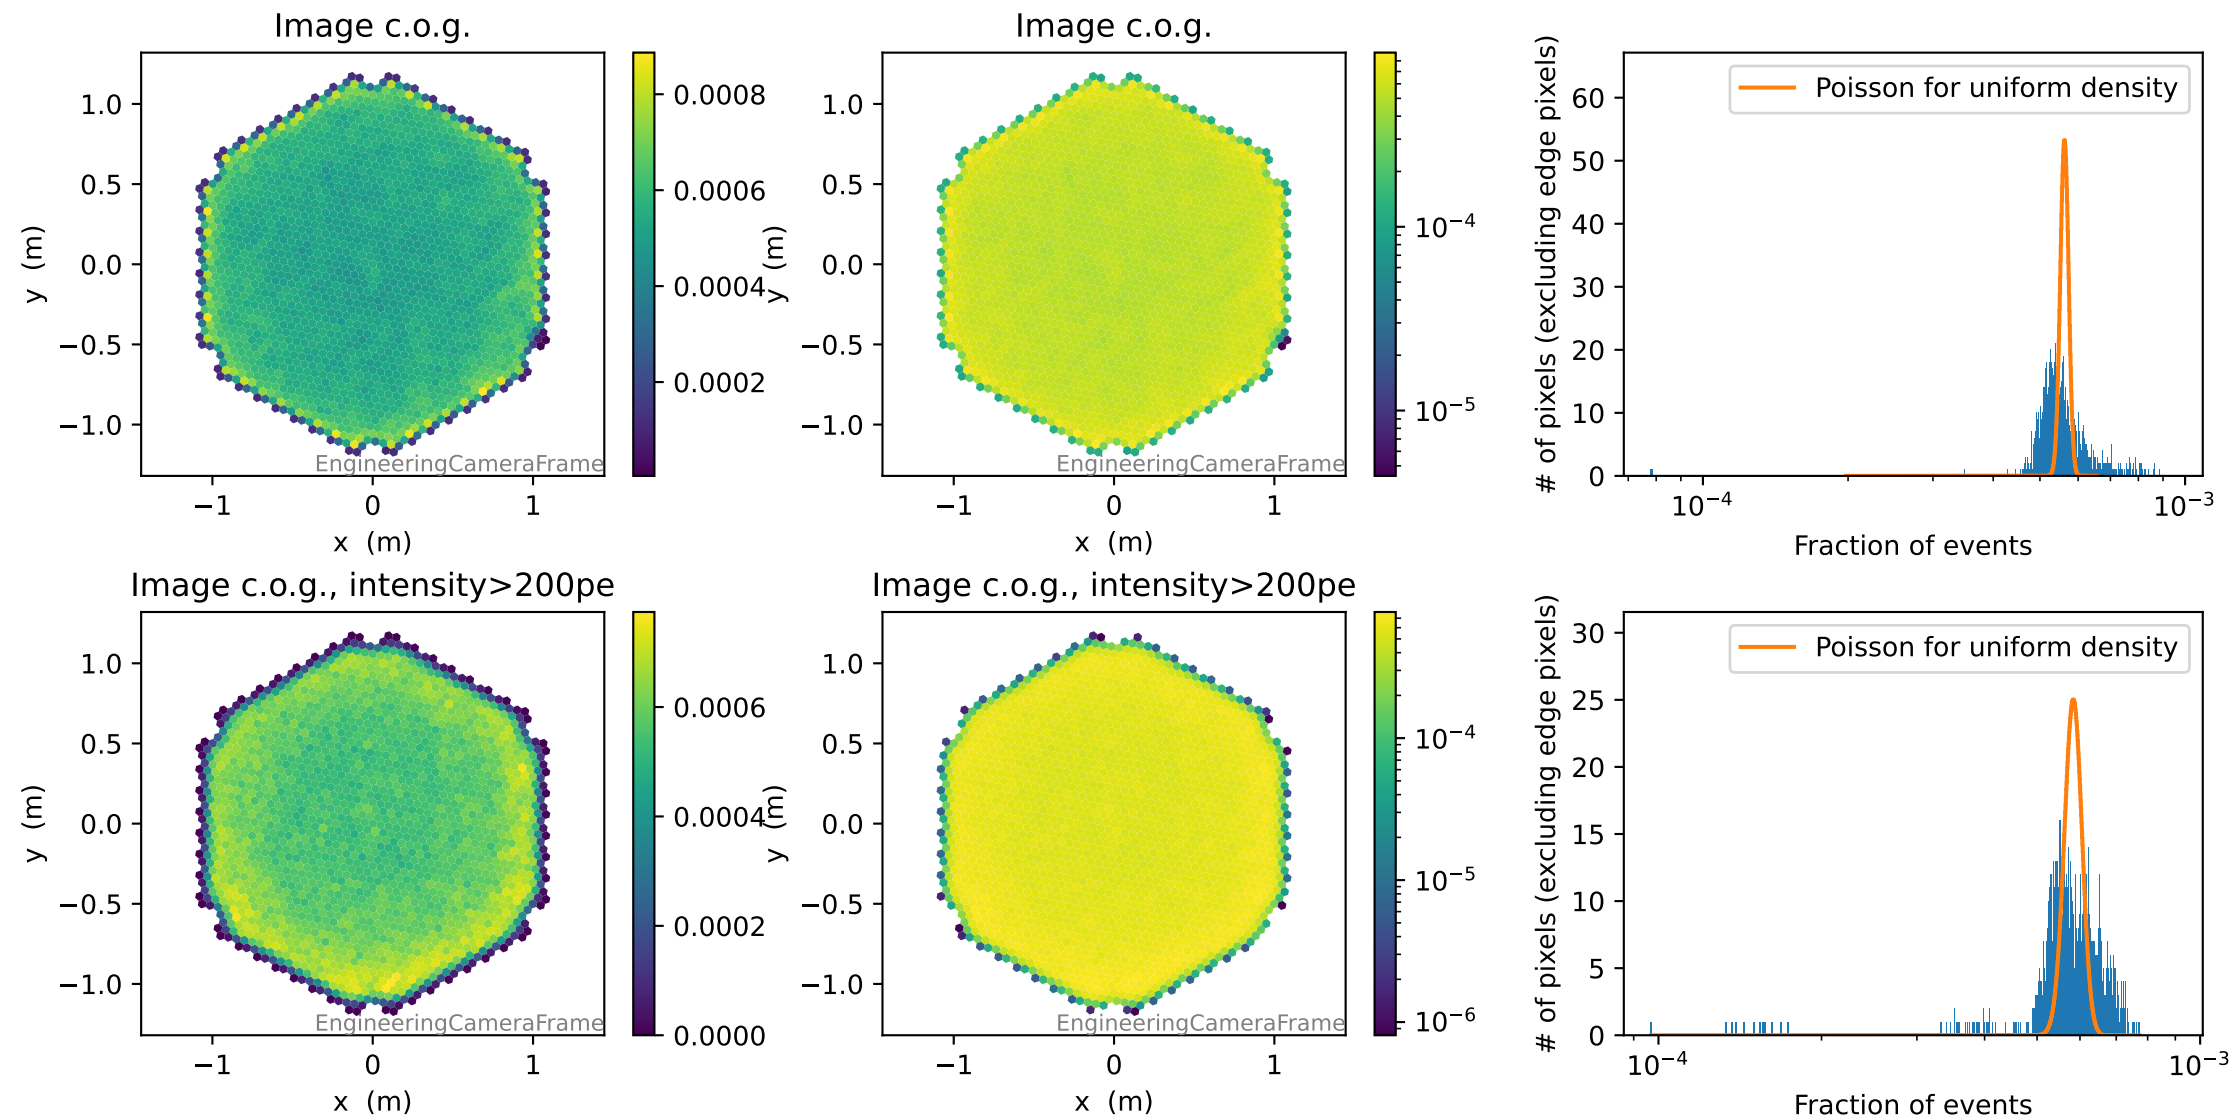 Image c.o.g.
1.0
0.5
0.0
−0.5
−1.0
y (m)
−1
0
1
x (m)
EngineeringCameraFrame
0.0008
0.0006
0.0004
0.0002
Image c.o.g.
1.0
0.5
0.0
−0.5
−1.0
y (m)
−1
0
1
x (m)
EngineeringCameraFrame
10⁻⁴
10⁻⁵
# of pixels (excluding edge pixels)
60
50
40
30
20
10
0
Poisson for uniform density
10⁻⁴
10⁻³
Fraction of events
Image c.o.g., intensity>200pe
1.0
0.5
0.0
−0.5
−1.0
y (m)
−1
0
1
x (m)
EngineeringCameraFrame
0.0006
0.0004
0.0002
0.0000
Image c.o.g., intensity>200pe
1.0
0.5
0.0
−0.5
−1.0
y (m)
−1
0
1
x (m)
EngineeringCameraFrame
10⁻⁴
10⁻⁵
10⁻⁶
# of pixels (excluding edge pixels)
30
25
20
15
10
5
0
Poisson for uniform density
10⁻⁴
10⁻³
Fraction of events